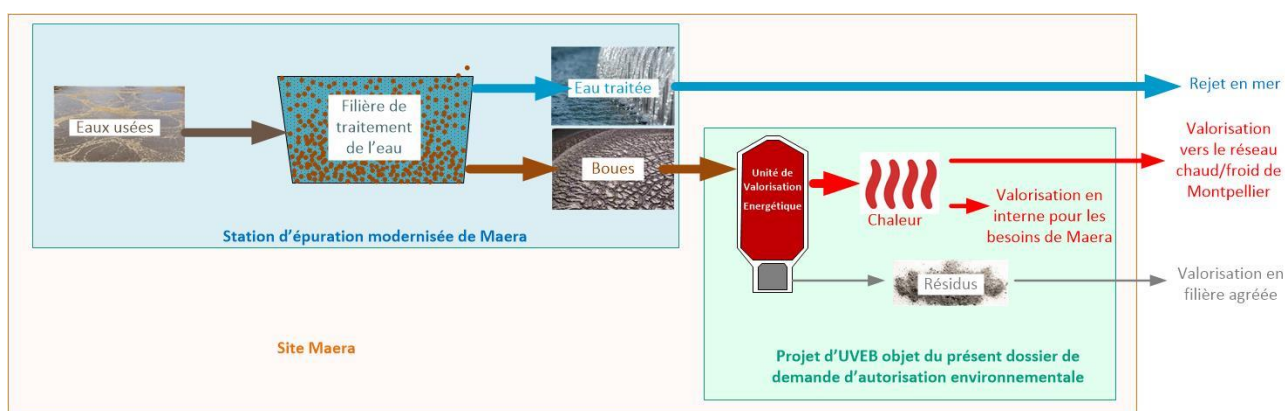 Eaux usées
Filière de
traitement
de l'eau
Eau traitée
Boues
Station d'épuration modernisée de Maera
Site Maera
Unité de
Valorisation
Energétique
Chaleur
Résidus
Valorisation en
interne pour les
besoins de Maera
Projet d'UVEB objet du présent dossier de
demande d'autorisation environnementale
Rejet en
mer
Valorisation
vers le réseau
chaud/froid de
Montpellier
Valorisation en
filière agréée